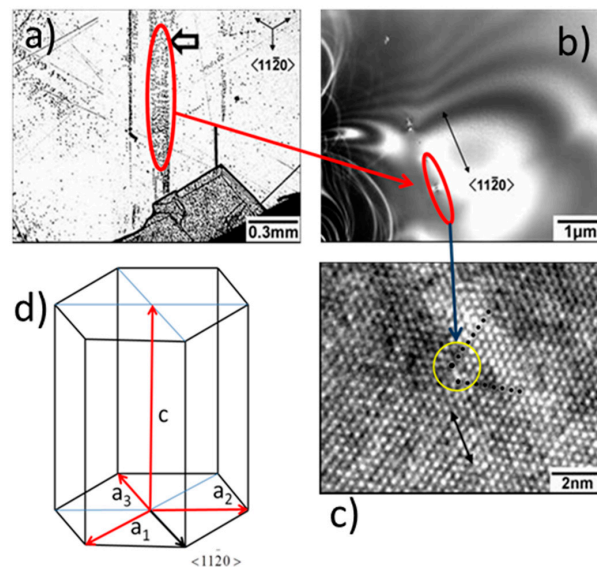 a)
⟨112̄0⟩
0.3mm
b)
⟨112̄0⟩
1µm
d)
c
a₃
a₂
a₁
<112̄0>
2nm
c)